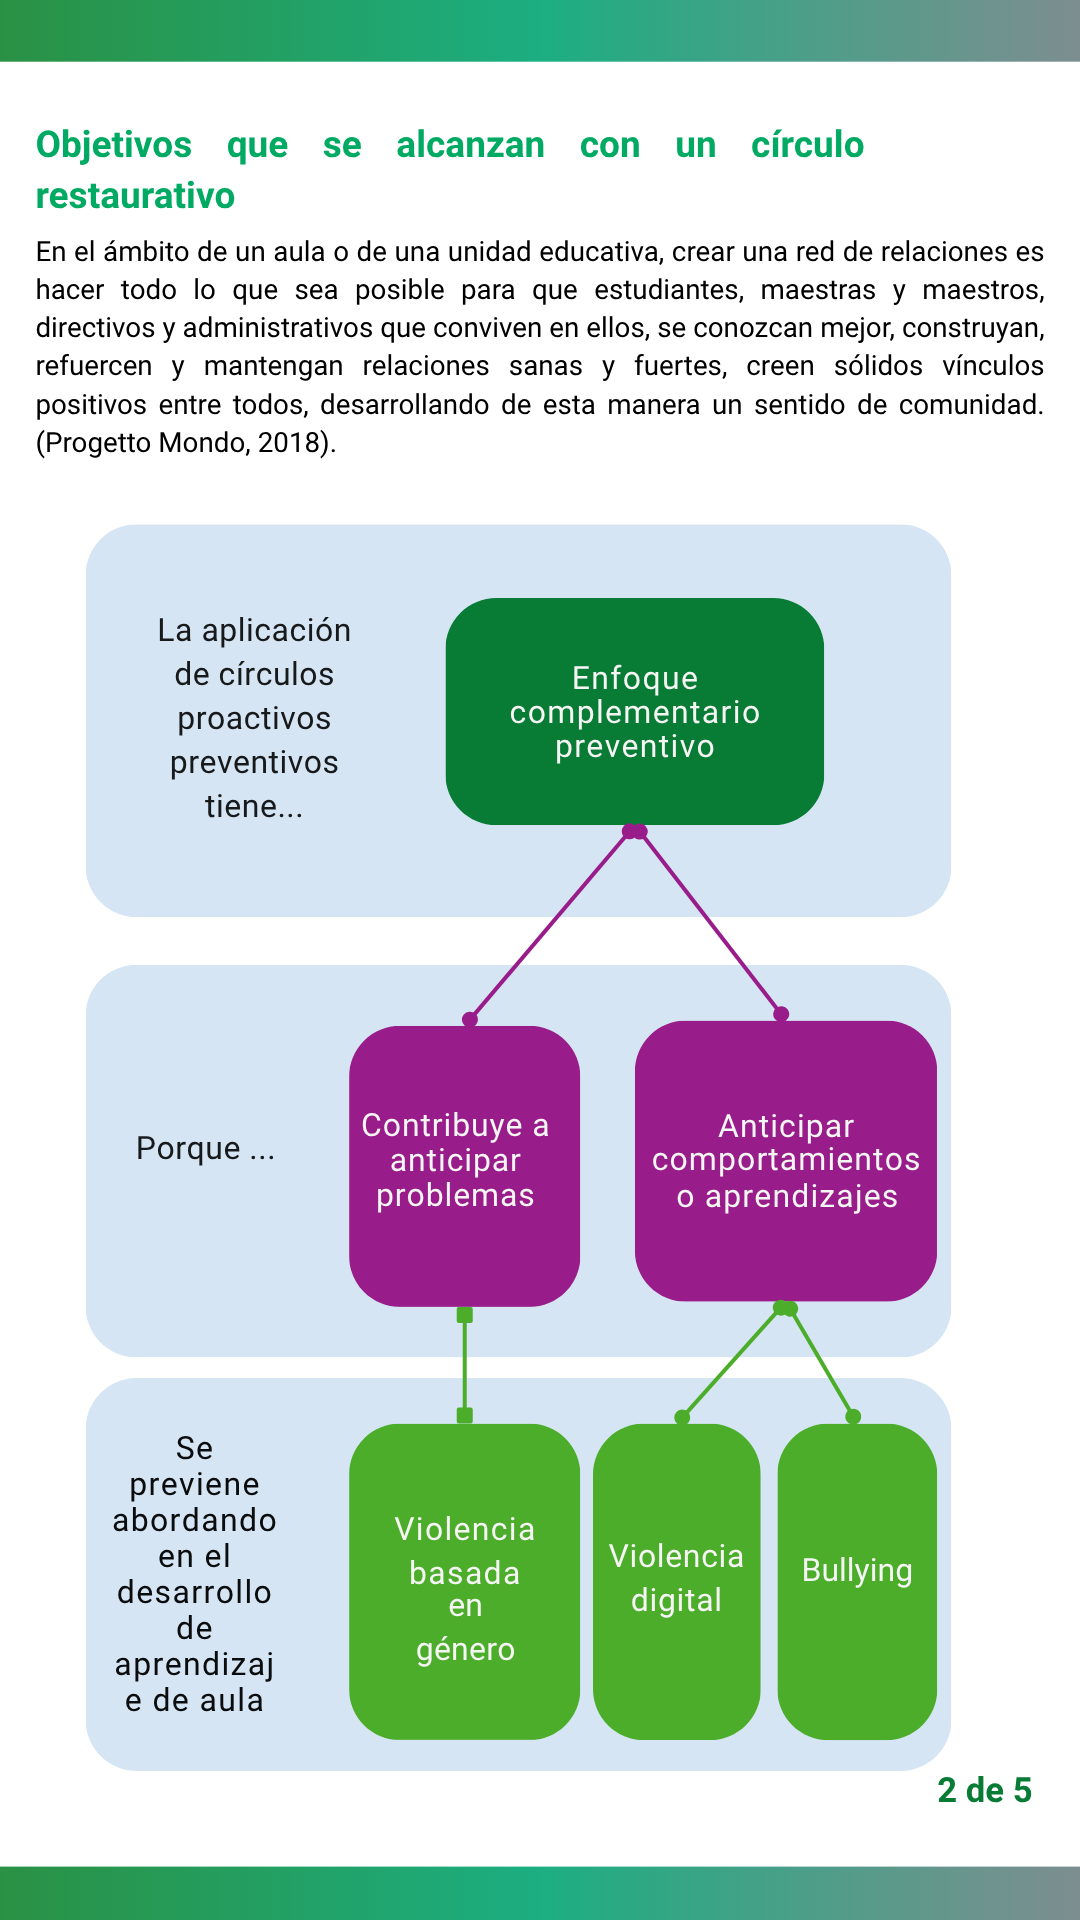 Objetivos que se alcanzan con un círculo
restaurativo
En el ámbito de un aula o de una unidad educativa, crear una red de relaciones es
hacer todo lo que sea posible para que estudiantes, maestras y maestros,
directivos y administrativos que conviven en ellos, se conozcan mejor, construyan,
refuercen y mantengan relaciones sanas y fuertes, creen sólidos vínculos
positivos entre todos, desarrollando de esta manera un sentido de comunidad.
(Progetto Mondo, 2018).
La aplicación
de círculos
proactivos
preventivos
tiene...
Enfoque
complementario
preventivo
Porque ...
Contribuye a
anticipar
problemas
Anticipar
comportamientos
o aprendizajes
Se
previene
abordando
en el
desarrollo
de
aprendizaj
e de aula
Violencia
basada
en
género
Violencia
digital
Bullying
2 de 5